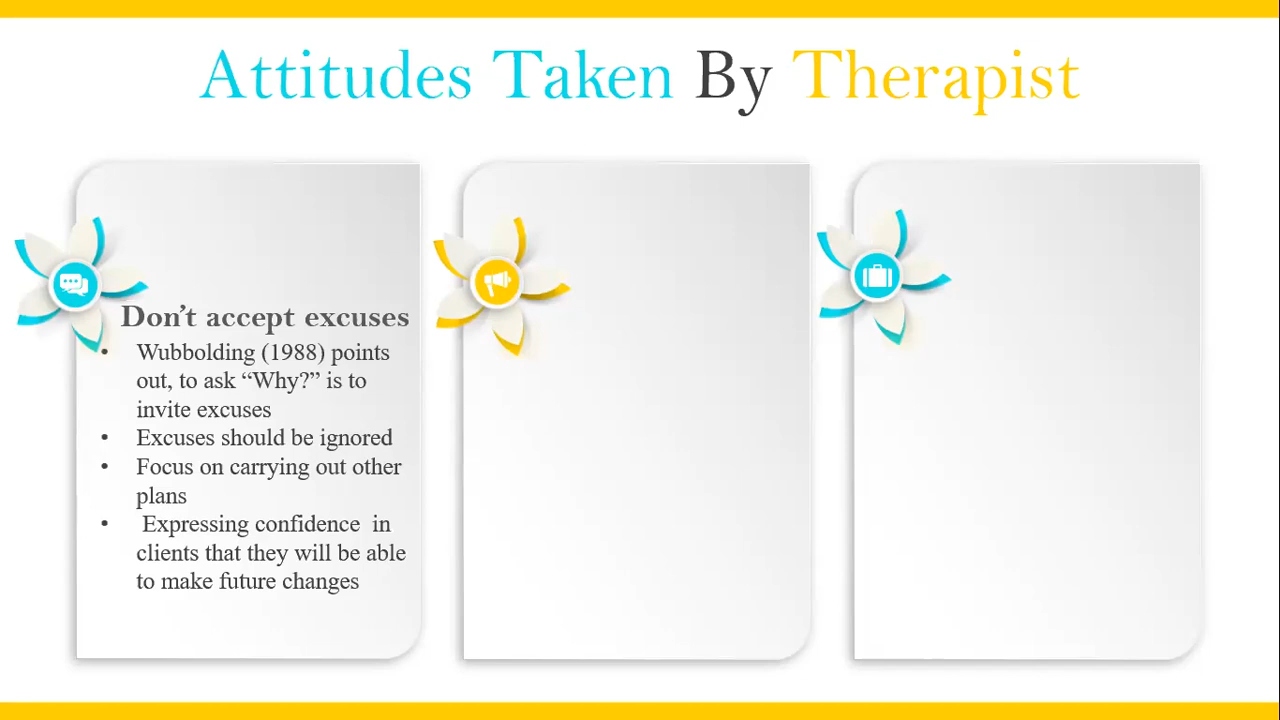 Attitudes Taken By Therapist
Don’t accept excuses
• Wubbolding (1988) points
out, to ask “Why?” is to
invite excuses
• Excuses should be ignored
• Focus on carrying out other
plans
• Expressing confidence in
clients that they will be able
to make future changes